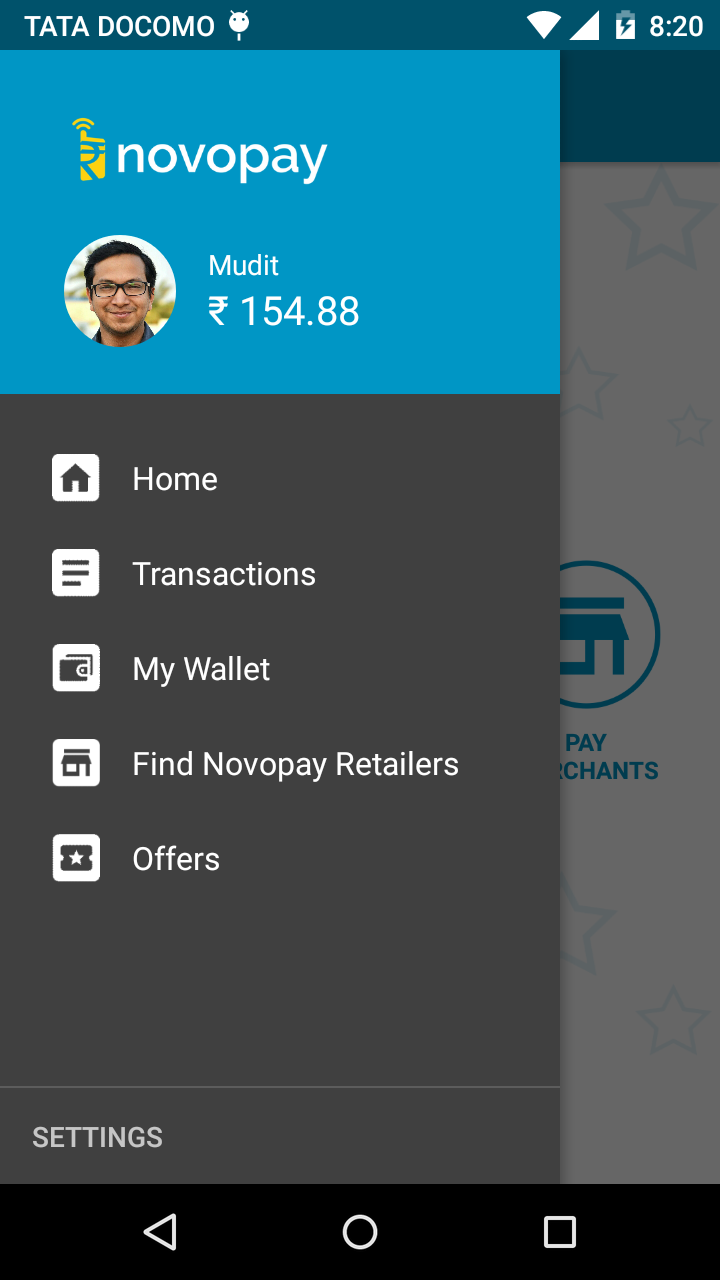 TATA DOCOMO
8:20
novopay
Mudit
₹ 154.88
Home
Transactions
My Wallet
Find Novopay Retailers
Offers
PAY
RCHANTS
SETTINGS